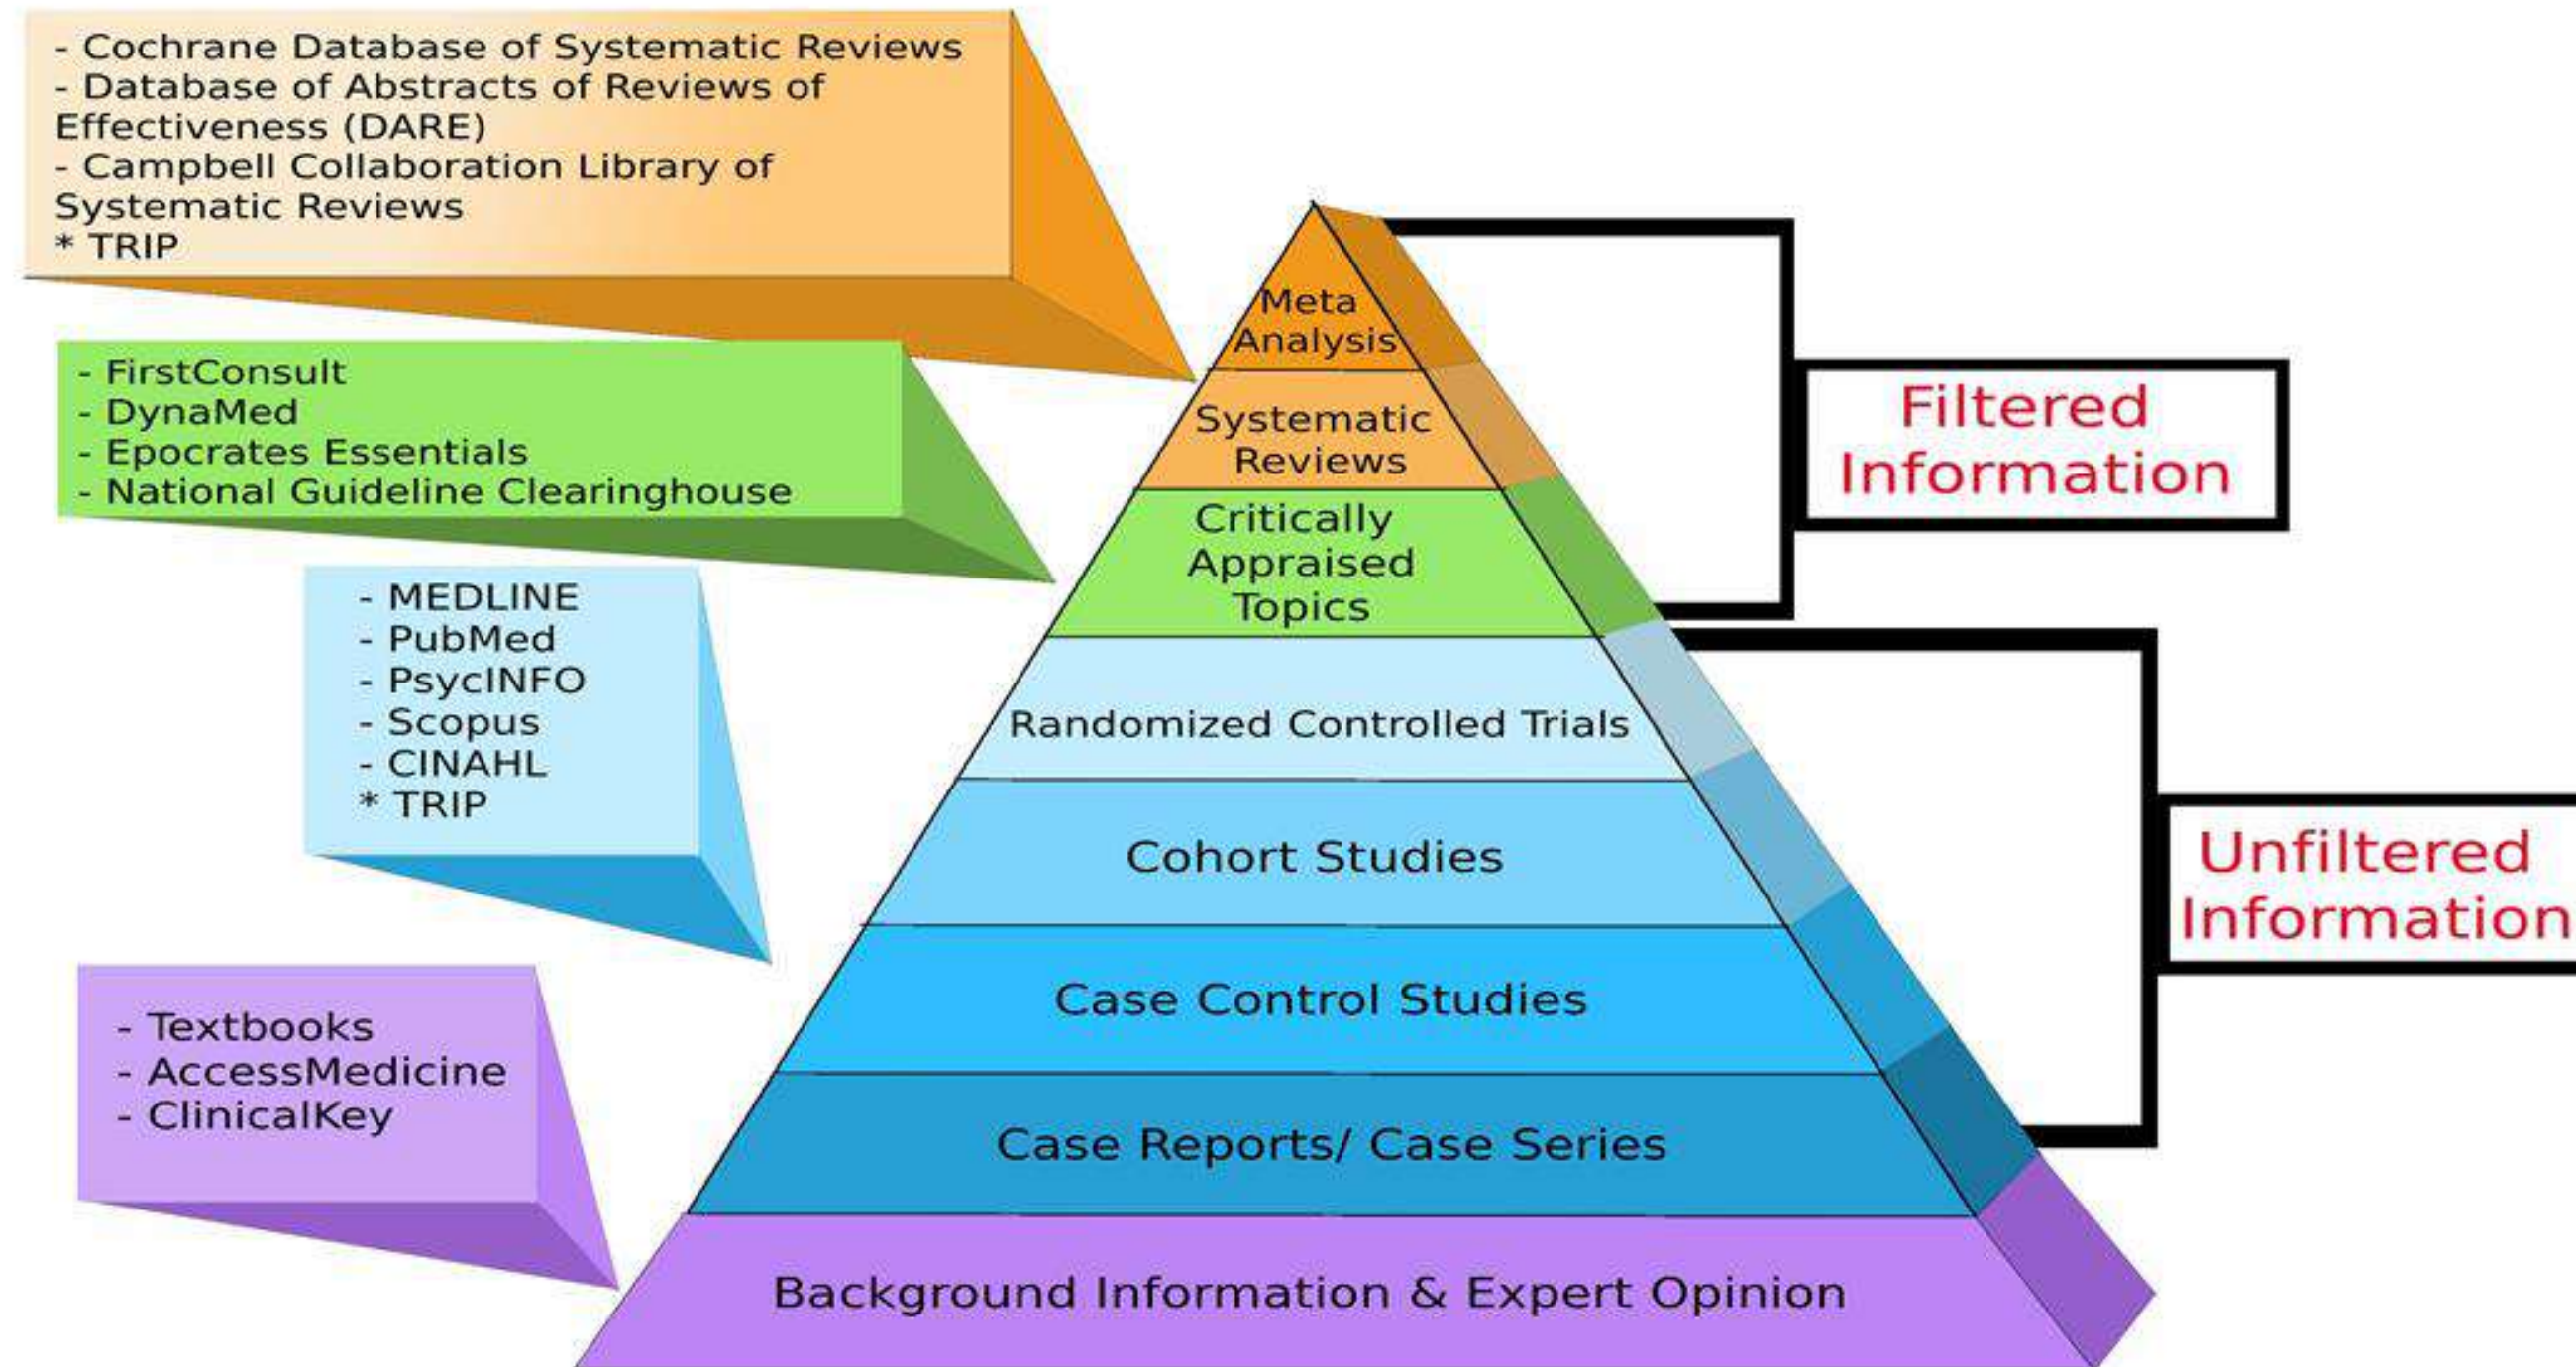 - Cochrane Database of Systematic Reviews
- Database of Abstracts of Reviews of
Effectiveness (DARE)
- Campbell Collaboration Library of
Systematic Reviews
* TRIP
- FirstConsult
- DynaMed
- Epocrates Essentials
- National Guideline Clearinghouse
- MEDLINE
- PubMed
- PsycINFO
- Scopus
- CINAHL
* TRIP
- Textbooks
- AccessMedicine
- ClinicalKey
Meta
Analysis
Systematic
Reviews
Critically
Appraised
Topics
Randomized Controlled Trials
Cohort Studies
Case Control Studies
Case Reports/ Case Series
Background Information & Expert Opinion
Filtered
Information
Unfiltered
Information